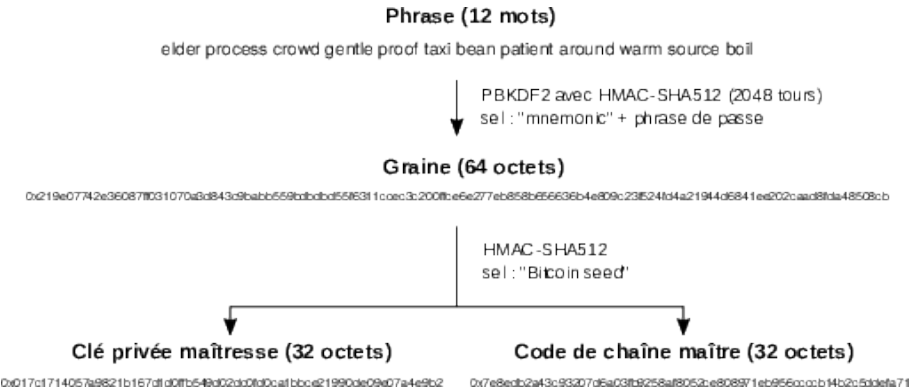 Phrase (12 mots)
elder process crowd gentle proof taxi bean patient around warm source boil
PBKDF2 avec HMAC-SHA512 (2048 tours)
sel : "mnemonic" + phrase de passe
Graine (64 octets)
HMAC-SHA512
sel : "Bitcoin seed"
Clé privée maîtresse (32 octets)
Code de chaîne maître (32 octets)